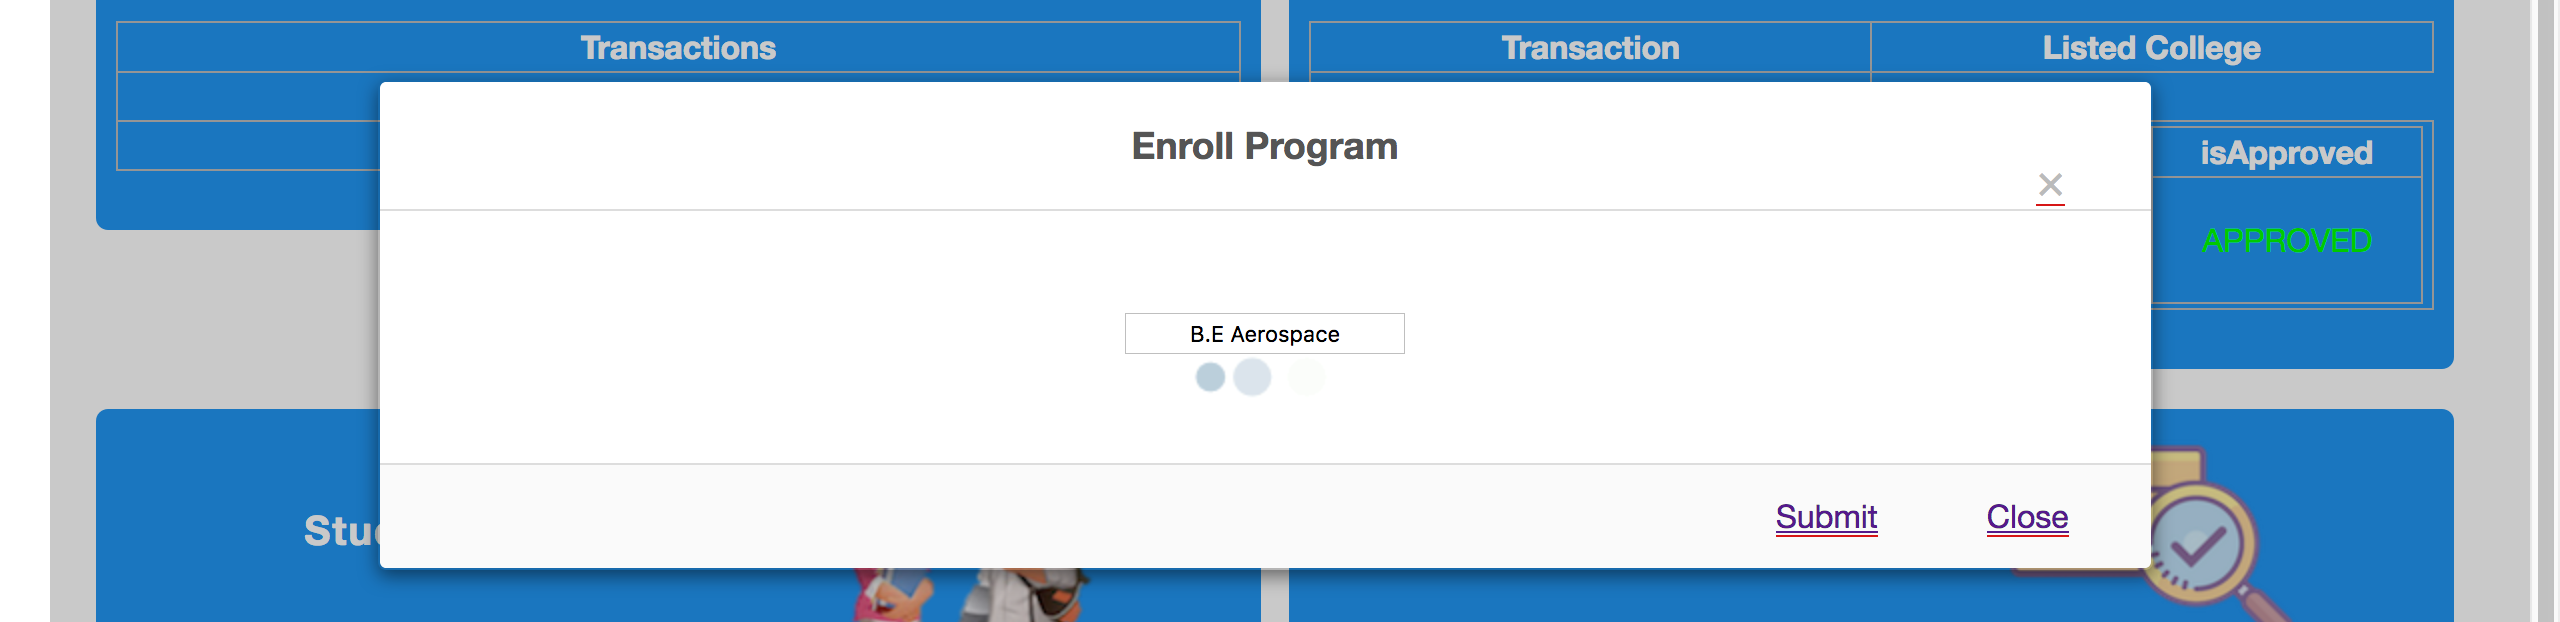 Transactions
Transaction
Listed College
Enroll Program
×
isApproved
APPROVED
B.E Aerospace
Submit
Close